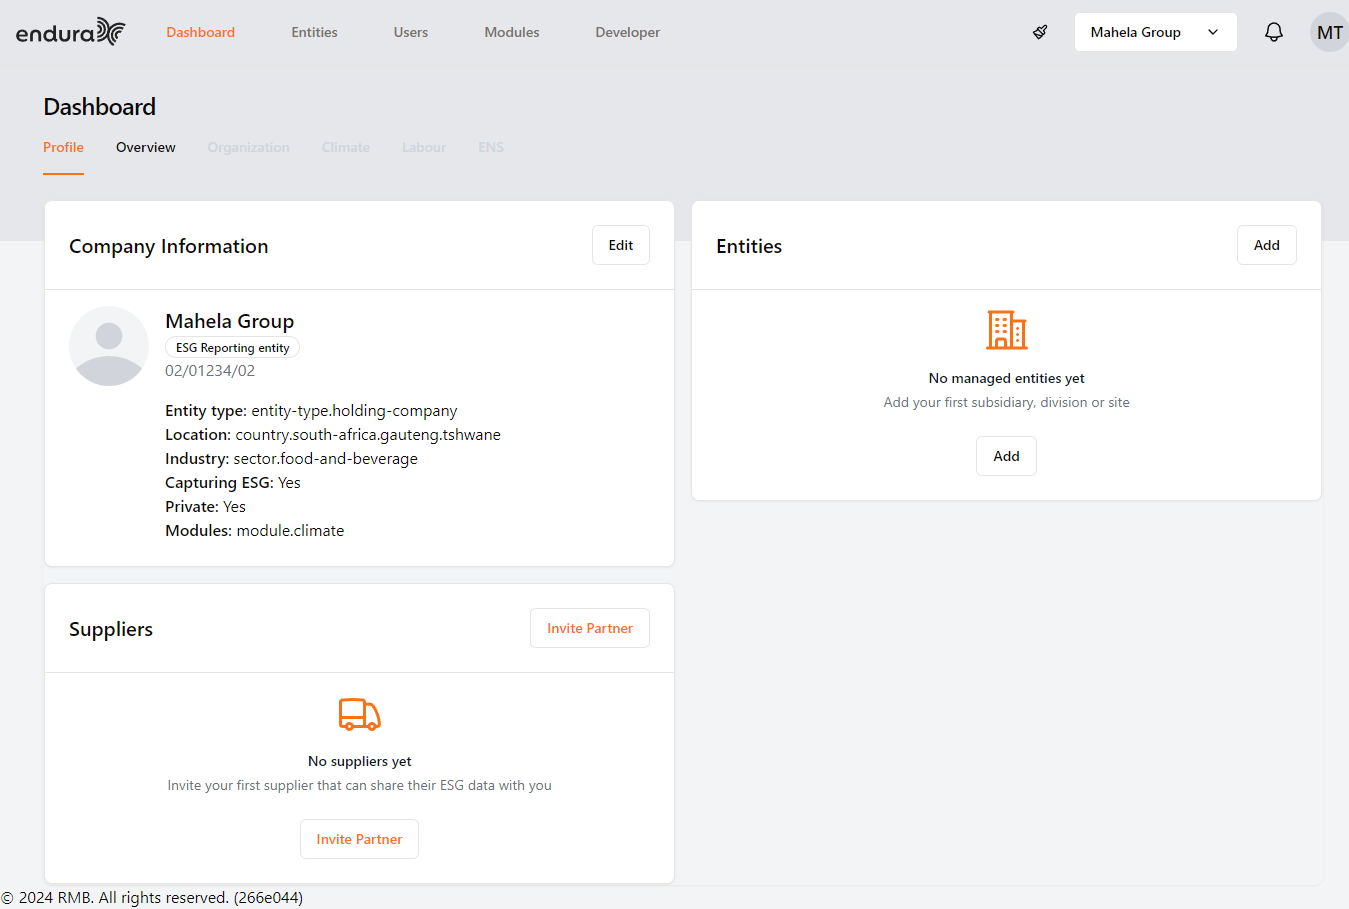 endura
Dashboard
Entities
Users
Modules
Developer
Mahela Group
MT
Dashboard
Profile
Overview
Organization
Climate
Labour
ENS
Company Information
Edit
Mahela Group
ESG Reporting entity
02/01234/02
Entity type: entity-type.holding-company
Location: country.south-africa.gauteng.tshwane
Industry: sector.food-and-beverage
Capturing ESG: Yes
Private: Yes
Modules: module.climate
Entities
Add
No managed entities yet
Add your first subsidiary, division or site
Add
Suppliers
Invite Partner
No suppliers yet
Invite your first supplier that can share their ESG data with you
Invite Partner
© 2024 RMB. All rights reserved. (266e044)